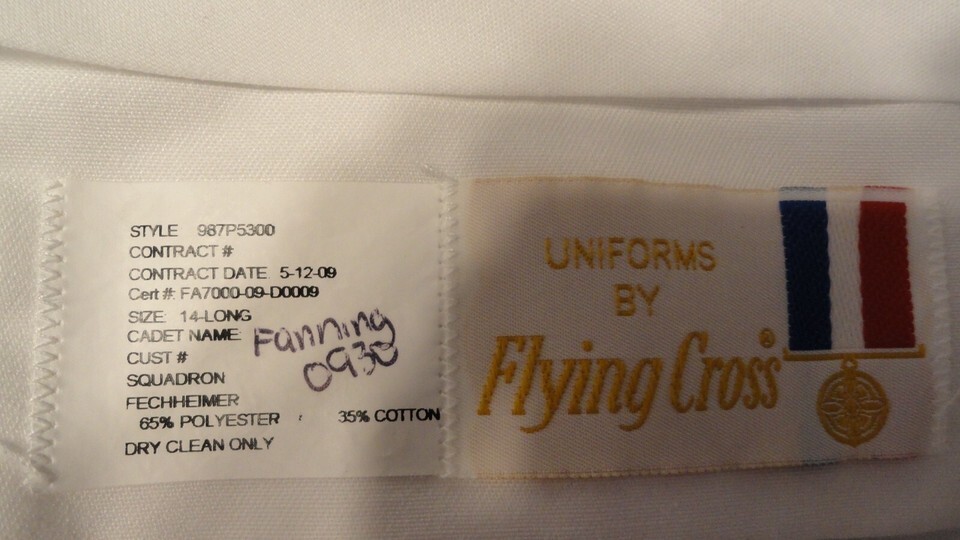 STYLE 987P5300
CONTRACT #
CONTRACT DATE 5-12-09
Cert #: FA7000-09-D0009
SIZE: 14-LONG
CADET NAME: Fanning
0930
CUST #
SQUADRON
FECHHEIMER
65% POLYESTER 35% COTTON
DRY CLEAN ONLY
UNIFORMS
BY
Flying Cross®